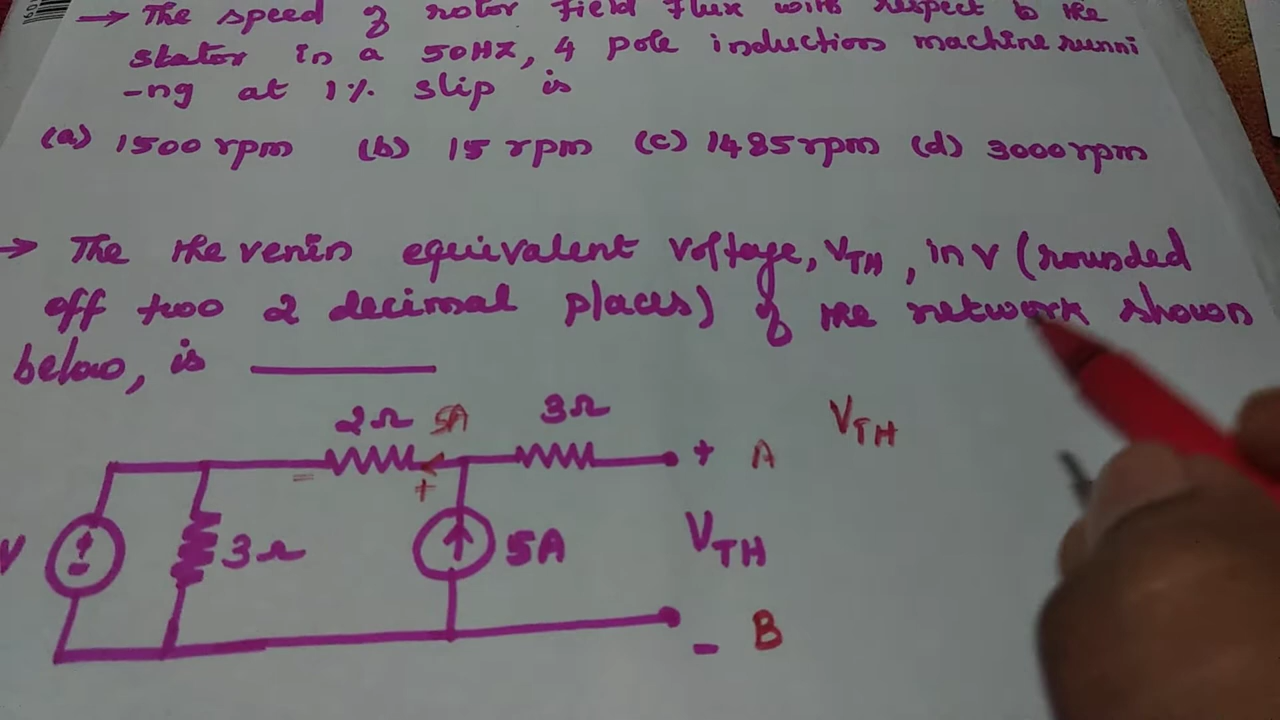 → The speed of rotor field flux with respect to the
stator in a 50HZ, 4 pole induction machine runni
-ng at 1% slip is
(a) 1500 rpm (b) 15 rpm (c) 1485 rpm (d) 3000 rpm
→ The thevenin equivalent voltage, VTH, in V (rounded
off two 2 decimal places) of the network shown
below, is ________
2Ω 5A 3Ω VTH
- + + A
V + - 3Ω 5A VTH
- B